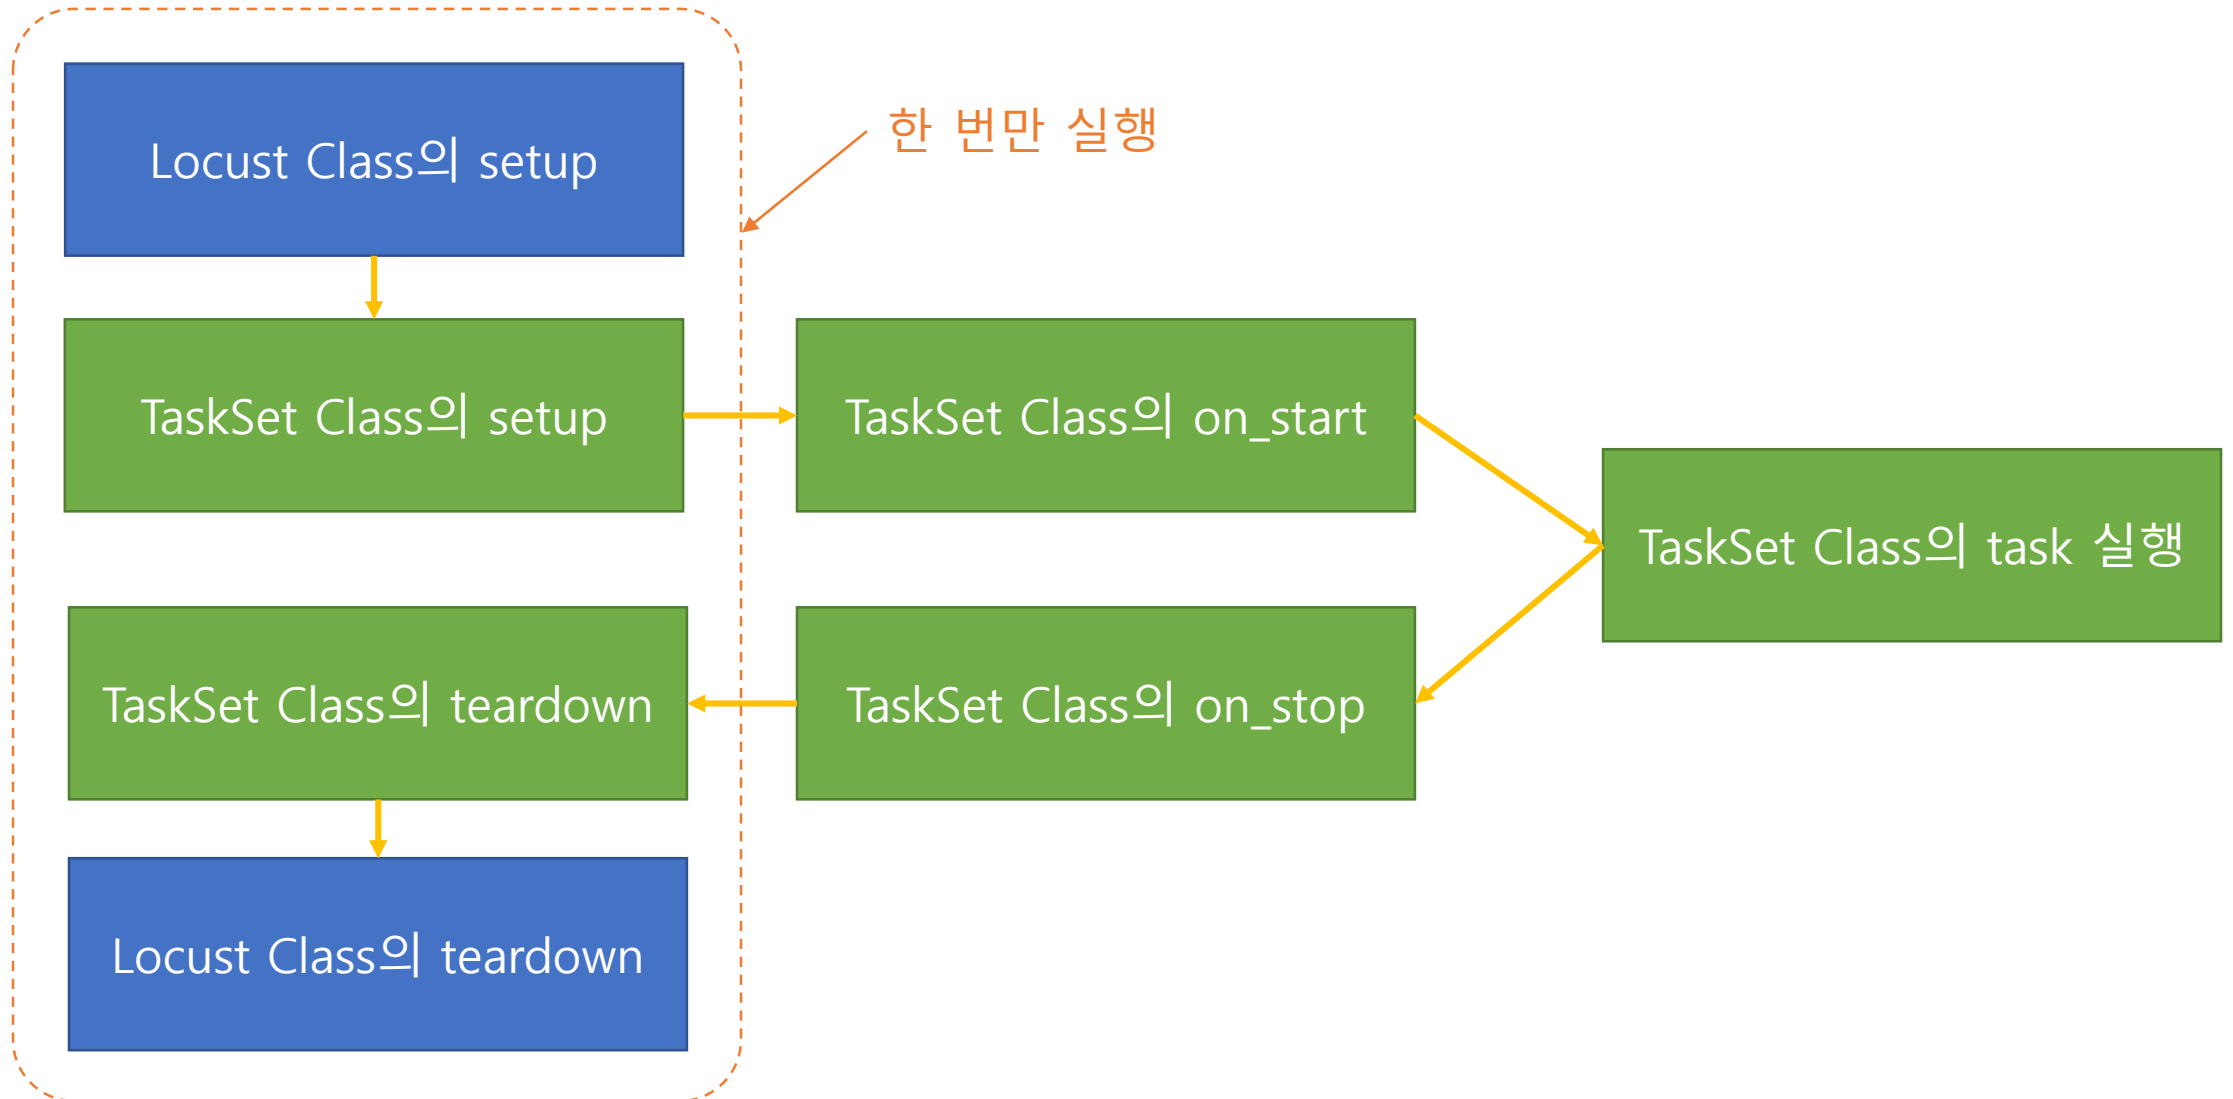 Locust Class의 setup
한 번만 실행
TaskSet Class의 setup
TaskSet Class의 on_start
TaskSet Class의 task 실행
TaskSet Class의 teardown
TaskSet Class의 on_stop
Locust Class의 teardown